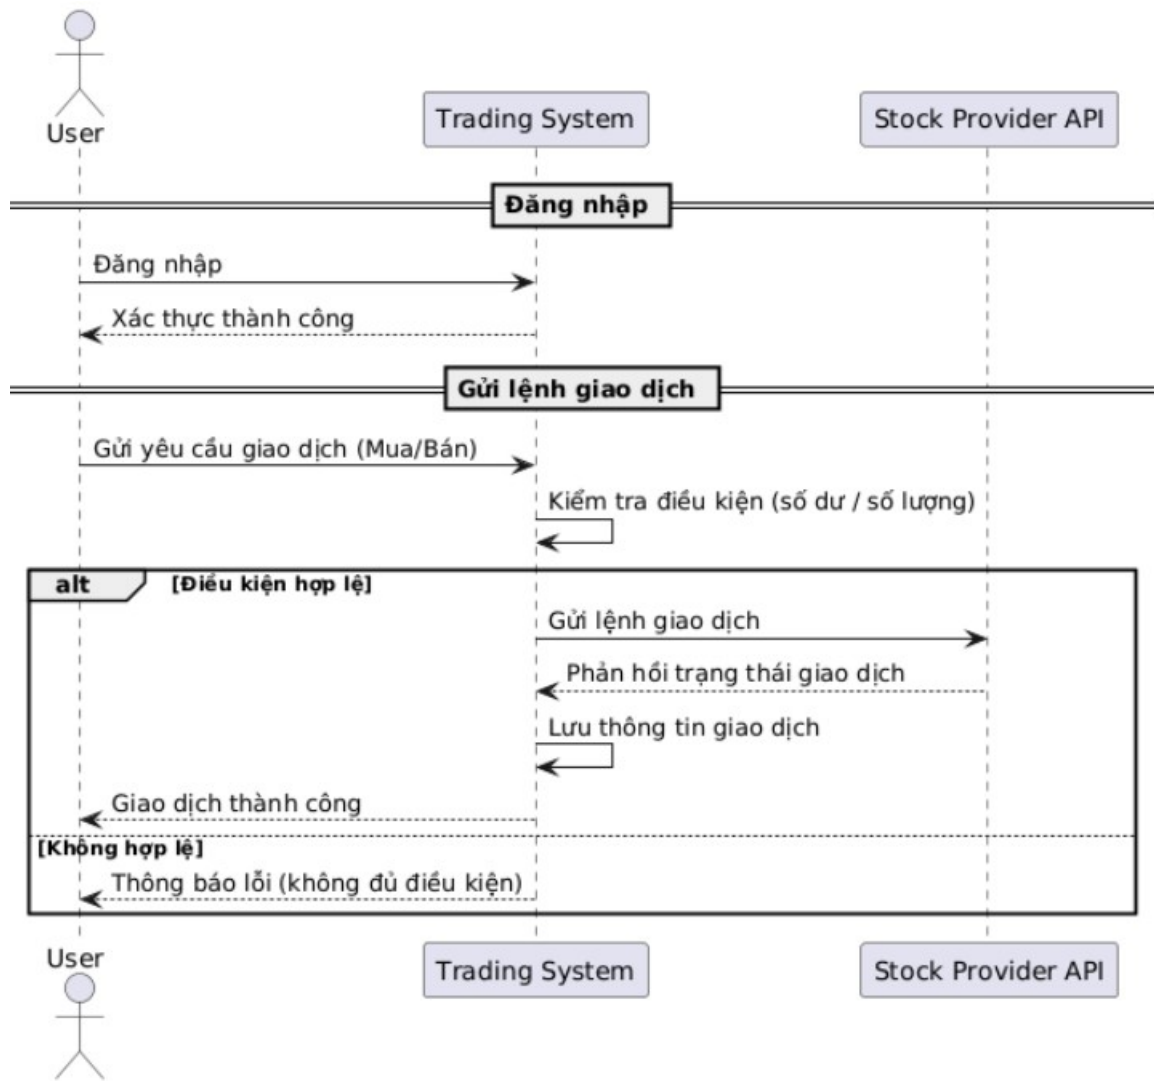 User
Trading System
Stock Provider API
Đăng nhập
Đăng nhập
Xác thực thành công
Gửi lệnh giao dịch
Gửi yêu cầu giao dịch (Mua/Bán)
Kiểm tra điều kiện (số dư / số lượng)
alt [Điều kiện hợp lệ]
Gửi lệnh giao dịch
Phản hồi trạng thái giao dịch
Lưu thông tin giao dịch
Giao dịch thành công
[Không hợp lệ]
Thông báo lỗi (không đủ điều kiện)
User
Trading System
Stock Provider API